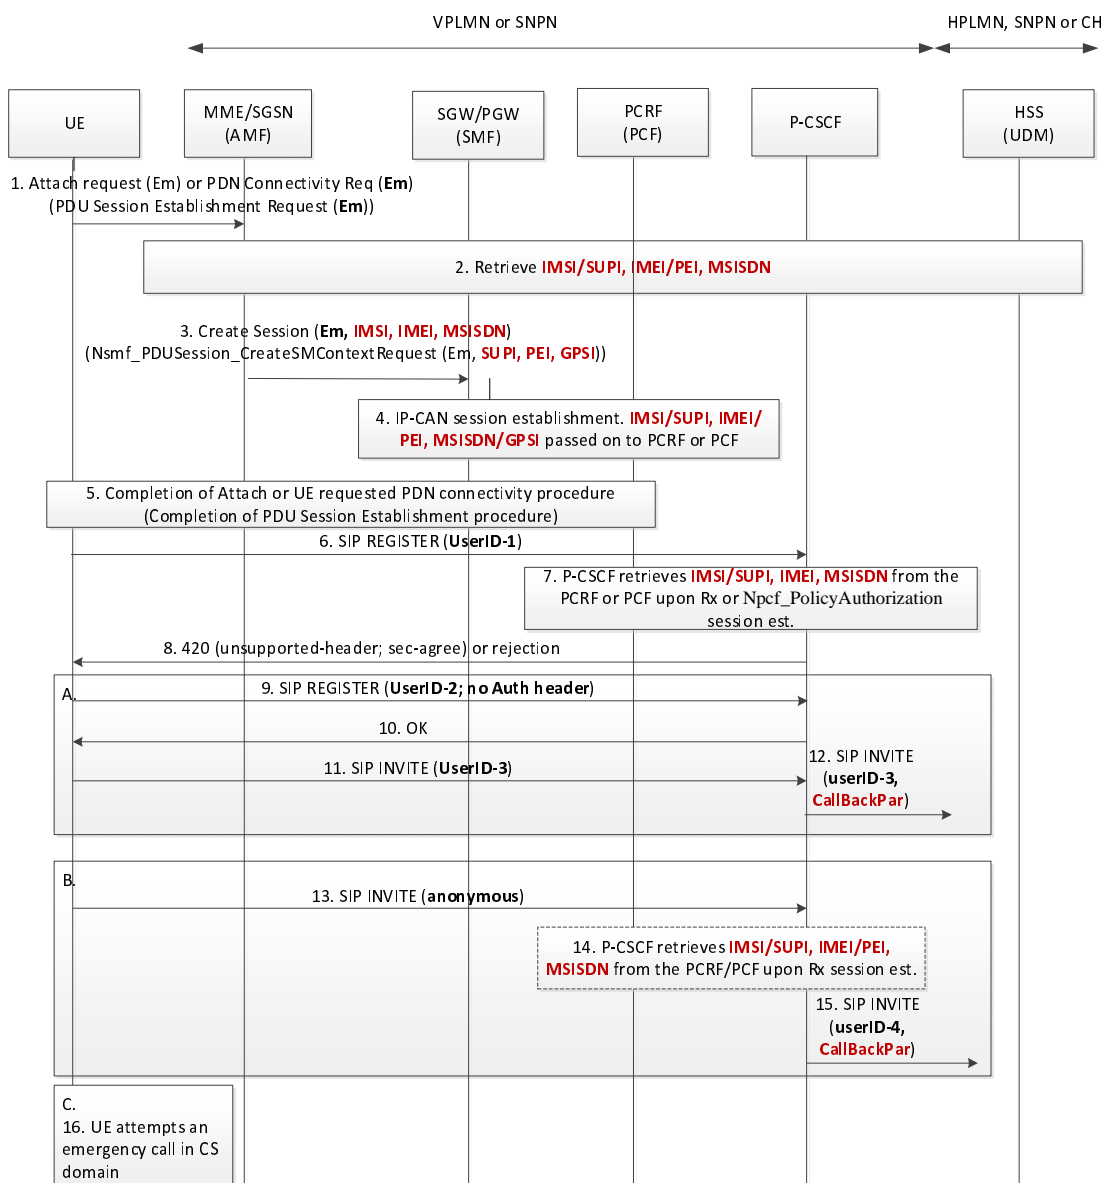 VPLMN or SNPN
HPLMN, SNPN or CH
UE
MME/SGSN
(AMF)
SGW/PGW
(SMF)
PCRF
(PCF)
P-CSCF
HSS
(UDM)
1. Attach request (Em) or PDN Connectivity Req (Em)
(PDU Session Establishment Request (Em))
2. Retrieve IMSI/SUPI, IMEI/PEI, MSISDN
3. Create Session (Em, IMSI, IMEI, MSISDN)
(Nsmf_PDUSession_CreateSMContextRequest (Em, SUPI, PEI, GPSI))
4. IP-CAN session establishment. IMSI/SUPI, IMEI/
PEI, MSISDN/GPSI passed on to PCRF or PCF
5. Completion of Attach or UE requested PDN connectivity procedure
(Completion of PDU Session Establishment procedure)
6. SIP REGISTER (UserID-1)
7. P-CSCF retrieves IMSI/SUPI, IMEI, MSISDN from the
PCRF or PCF upon Rx or Npcf_PolicyAuthorization
session est.
8. 420 (unsupported-header; sec-agree) or rejection
A.
9. SIP REGISTER (UserID-2; no Auth header)
10. OK
11. SIP INVITE (UserID-3)
12. SIP INVITE
(userID-3,
CallBackPar)
B.
13. SIP INVITE (anonymous)
14. P-CSCF retrieves IMSI/SUPI, IMEI/PEI,
MSISDN from the PCRF/PCF upon Rx session est.
15. SIP INVITE
(userID-4,
CallBackPar)
C.
16. UE attempts an
emergency call in CS
domain